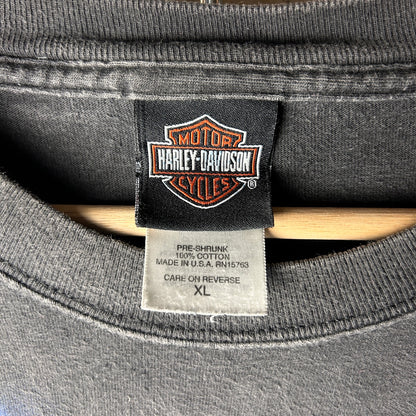 MOTOR
HARLEY-DAVIDSON
CYCLES
®
PRE-SHRUNK
100% COTTON
MADE IN U.S.A. RN15763
CARE ON REVERSE
XL